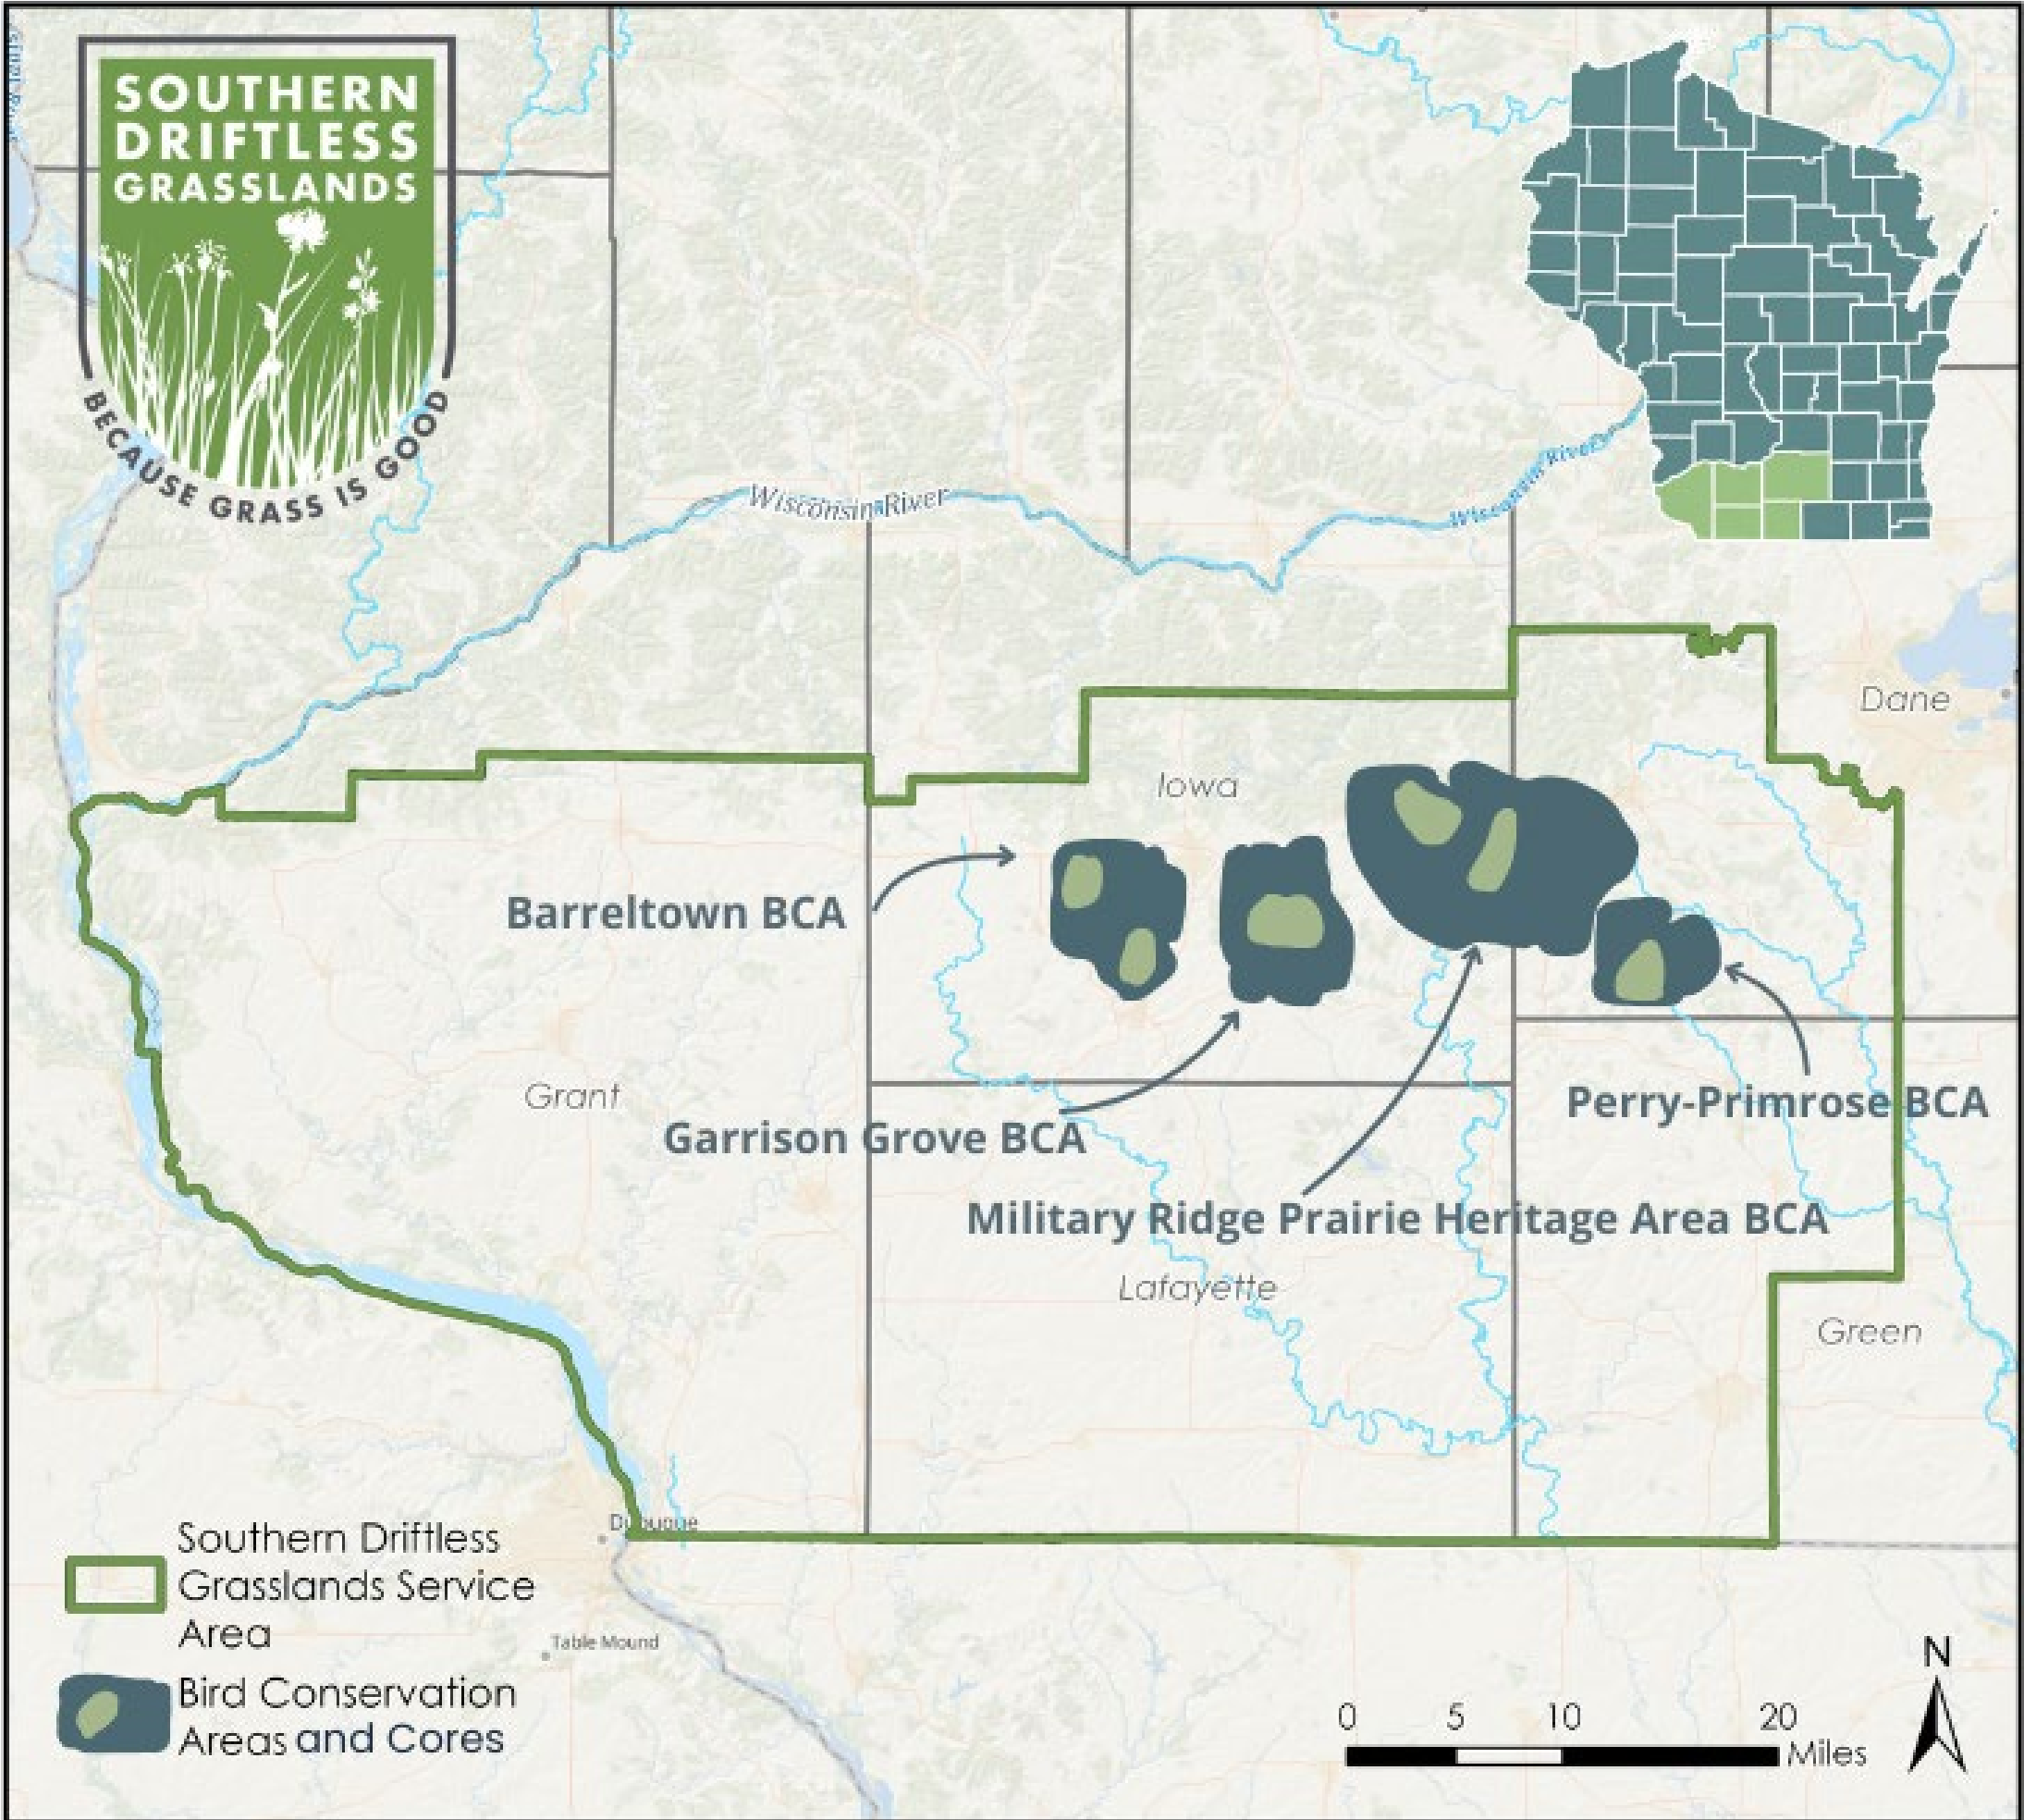 SOUTHERN
DRIFTLESS
GRASSLANDS
BECAUSE GRASS IS GOOD
Wisconsin River
Wisconsin River
Dane
Iowa
Barreltown BCA
Grant
Garrison Grove BCA
Perry-Primrose BCA
Military Ridge Prairie Heritage Area BCA
Lafayette
Green
Dubuque
Table Mound
Southern Driftless
Grasslands Service
Area
Bird Conservation
Areas and Cores
N
0 5 10 20
Miles